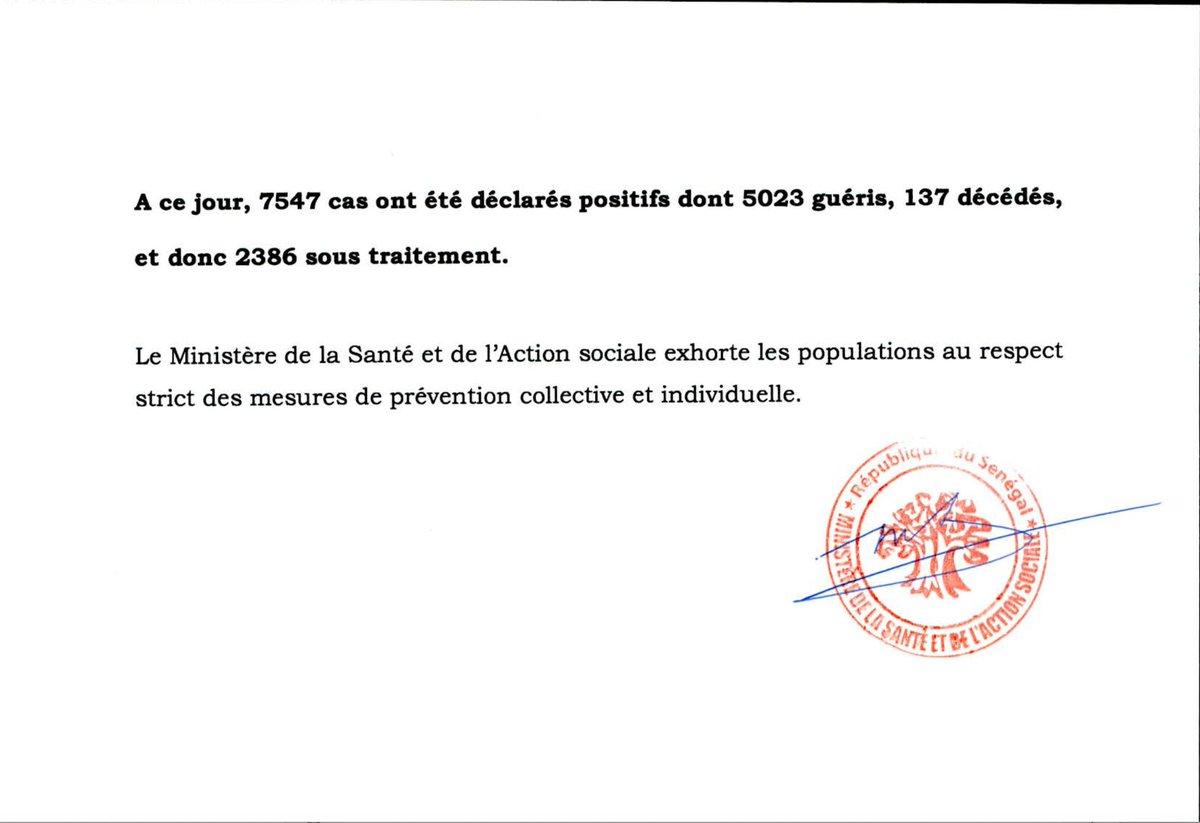 A ce jour, 7547 cas ont été déclarés positifs dont 5023 guéris, 137 décédés,
et donc 2386 sous traitement.
Le Ministère de la Santé et de l'Action sociale exhorte les populations au respect
strict des mesures de prévention collective et individuelle.
★ République du Sénégal ★
MINISTÈRE DE LA SANTÉ ET DE L'ACTION SOCIALE